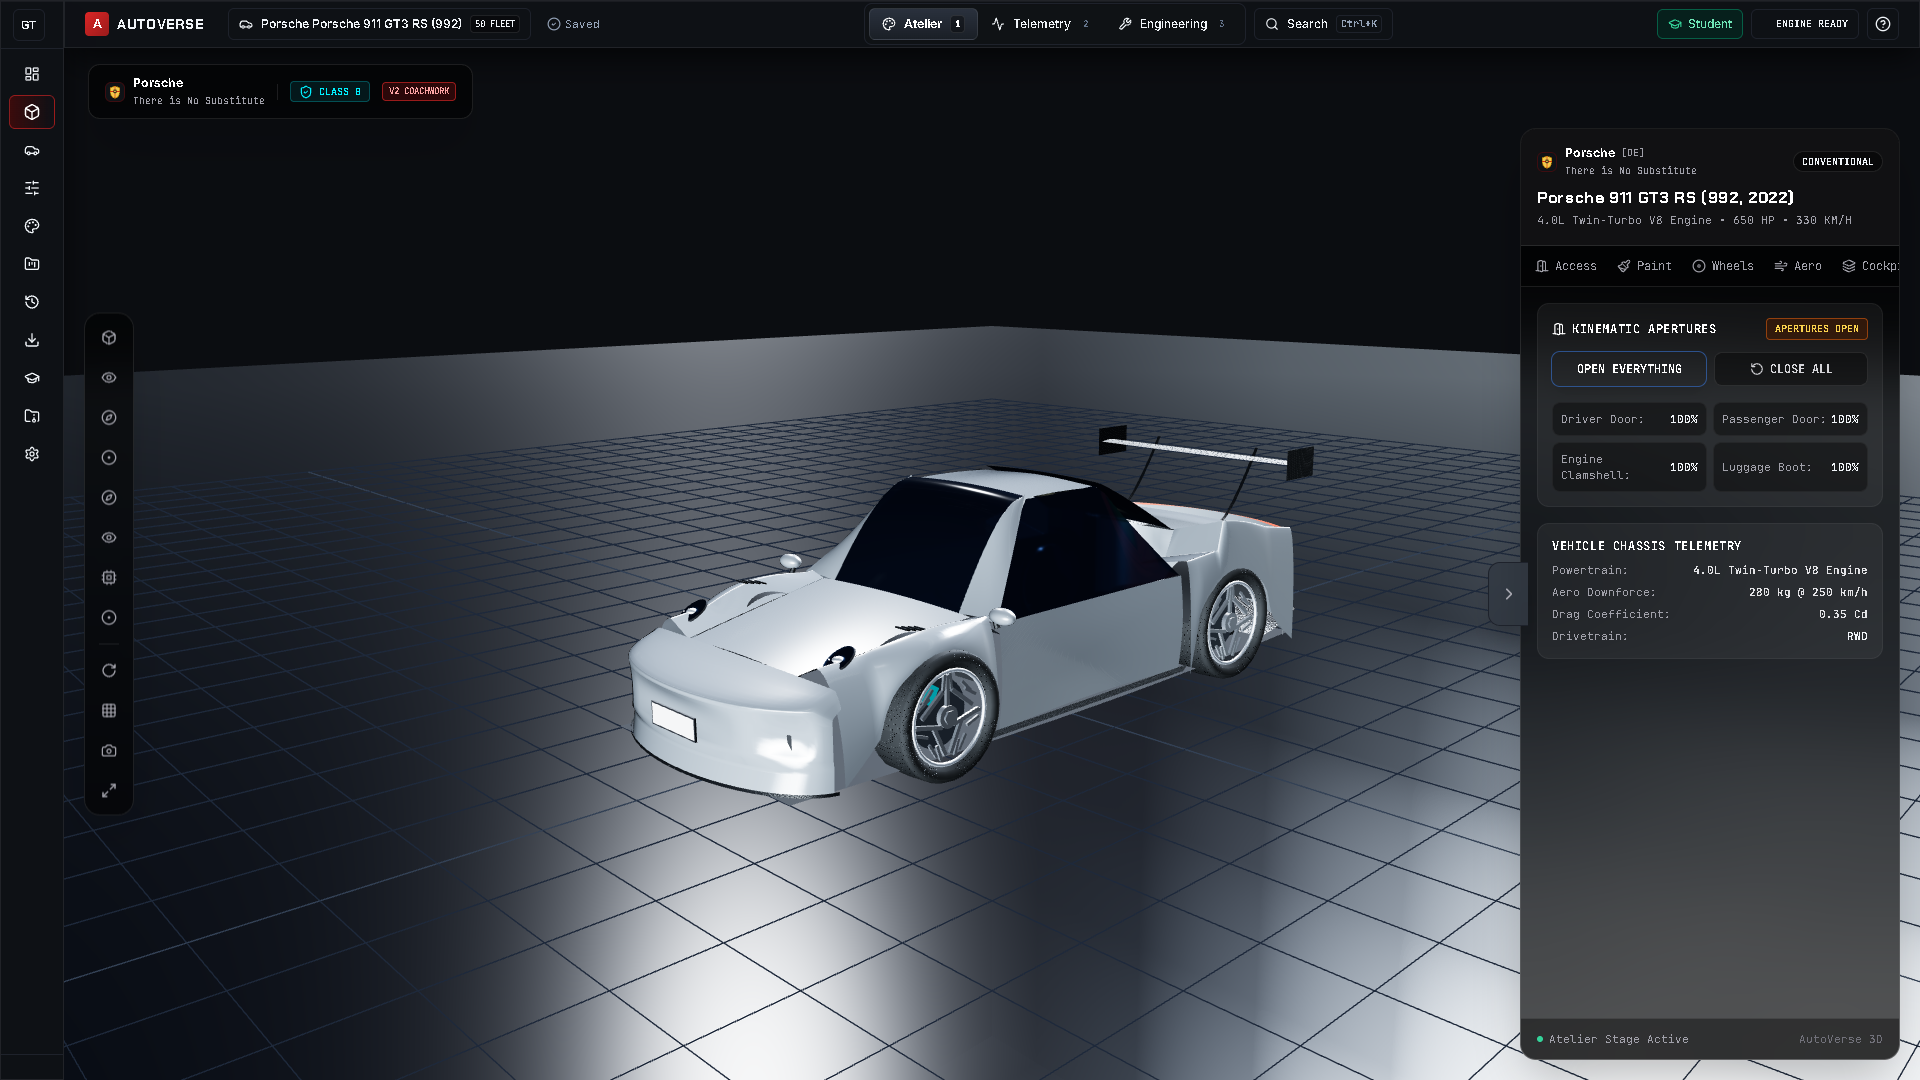 GT
A AUTOVERSE
Porsche Porsche 911 GT3 RS (992) 50 FLEET
Saved
Atelier 1
Telemetry 2
Engineering 3
Search Ctrl+K
Student
ENGINE READY
Porsche
There is No Substitute
CLASS 8
V2 COACHWORK
Porsche [DE]
There is No Substitute
CONVENTIONAL
Porsche 911 GT3 RS (992, 2022)
4.0L Twin-Turbo V8 Engine • 650 HP • 330 KM/H
Access Paint Wheels Aero Cockp
KINEMATIC APERTURES
APERTURES OPEN
OPEN EVERYTHING
CLOSE ALL
Driver Door: 100%
Passenger Door: 100%
Engine Clamshell: 100%
Luggage Boot: 100%
VEHICLE CHASSIS TELEMETRY
Powertrain: 4.0L Twin-Turbo V8 Engine
Aero Downforce: 280 kg @ 250 km/h
Drag Coefficient: 0.35 Cd
Drivetrain: RWD
Atelier Stage Active
AutoVerse 3D